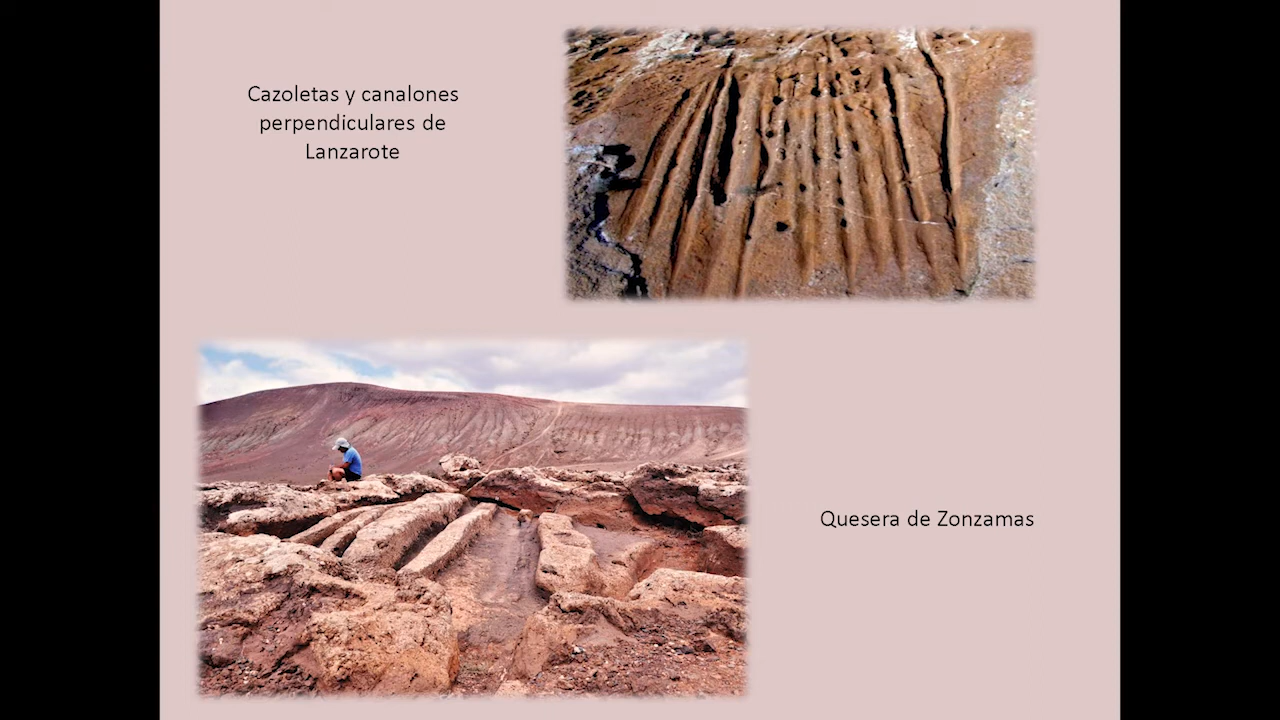 Cazoletas y canalones
perpendiculares de
Lanzarote
Quesera de Zonzamas